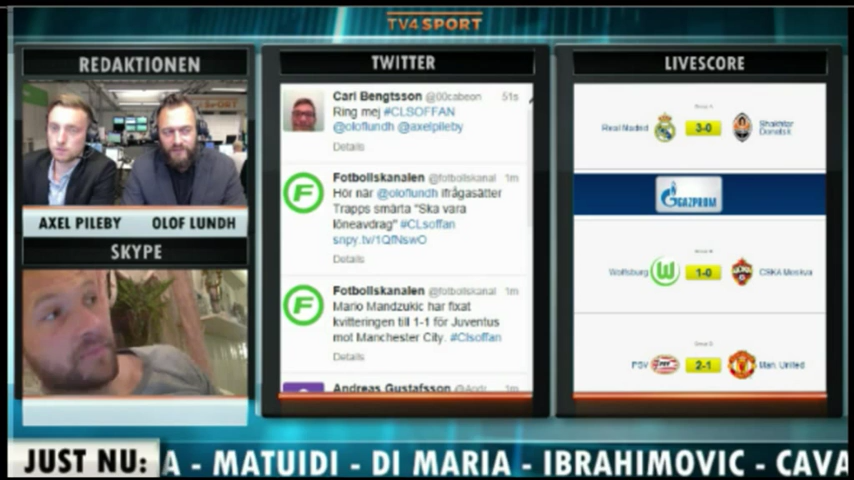 TV4SPORT
REDAKTIONEN
AXEL PILEBY OLOF LUNDH
SKYPE
TWITTER
Carl Bengtsson @00cabeon 51s
Ring mej #CLSOFFAN
@oloflundh @axelpileby
Details
Fotbollskanalen @fotbollskanal 1m
Hör när @oloflundh ifrågasätter
Trapps smärta "Ska vara
löneavdrag" #CLsoffan
snpy.tv/1QfNswO
Details
Fotbollskanalen @fotbollskanal 1m
Mario Mandzukic har fixat
kvitteringen till 1-1 för Juventus
mot Manchester City. #Clsoffan
Details
Andreas Gustafsson 1m
LIVESCORE
Real Madrid 3-0 Shakhtar
Donetsk
GAZPROM
Wolfsburg 1-0 CSKA Moskva
PSV 2-1 Man. United
JUST NU: A - MATUIDI - DI MARIA - IBRAHIMOVIC - CAVA